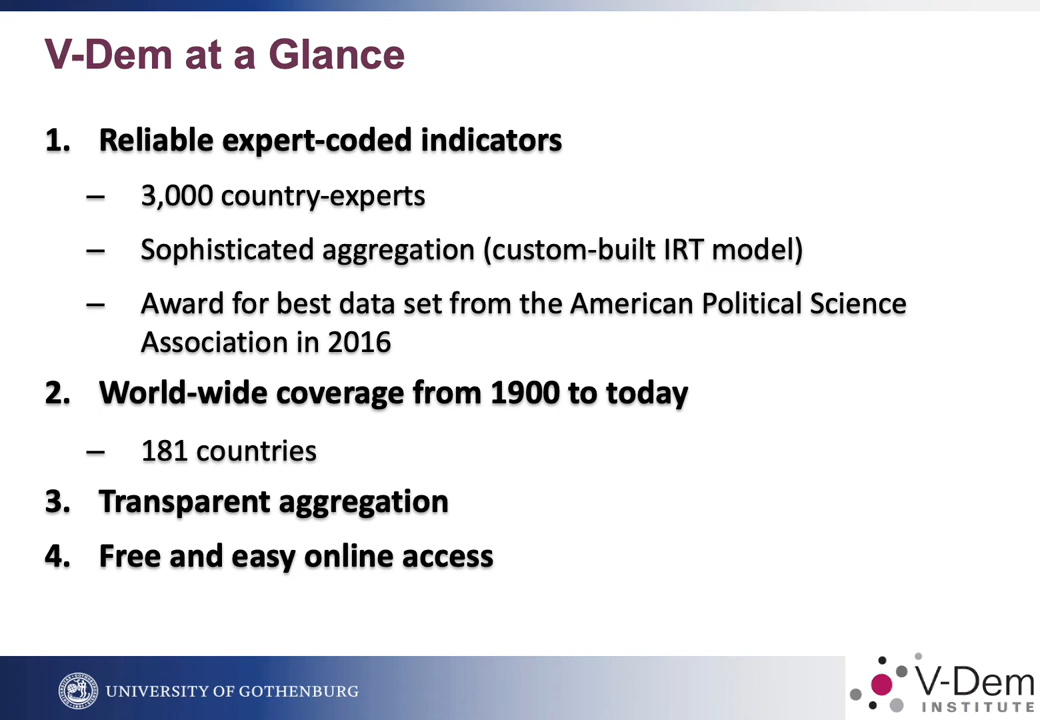 V-Dem at a Glance
1. Reliable expert-coded indicators
– 3,000 country-experts
– Sophisticated aggregation (custom-built IRT model)
– Award for best data set from the American Political Science
Association in 2016
2. World-wide coverage from 1900 to today
– 181 countries
3. Transparent aggregation
4. Free and easy online access
UNIVERSITY OF GOTHENBURG
V-Dem
INSTITUTE